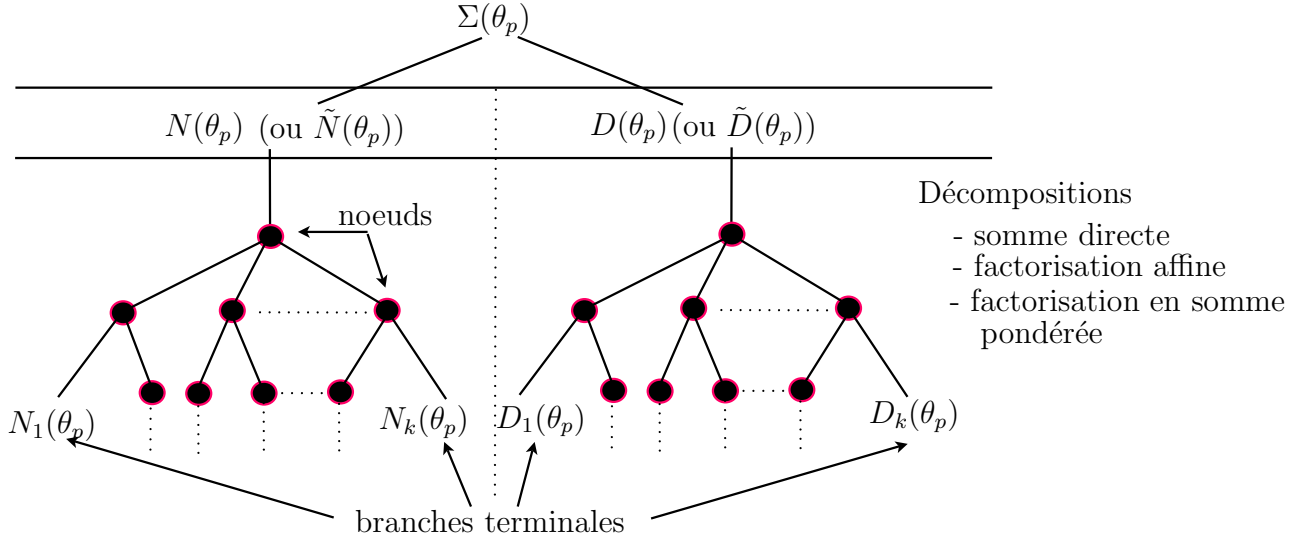 Σ(θ_p)
N(θ_p) (ou Ñ(θ_p))
D(θ_p) (ou D̃(θ_p))
noeuds
Décompositions
- somme directe
- factorisation affine
- factorisation en somme
pondérée
N_1(θ_p)
N_k(θ_p)
D_1(θ_p)
D_k(θ_p)
branches terminales